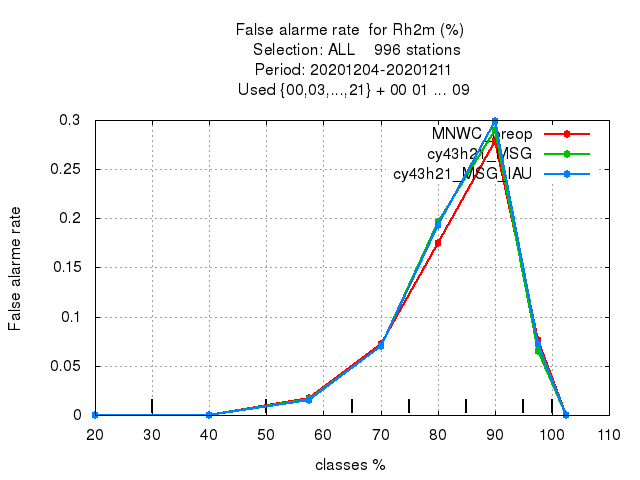 False alarme rate  for Rh2m (%)
Selection: ALL    996 stations
Period: 20201204-20201211
Used {00,03,...,21} + 00 01 ... 09
MNWC_preop
cy43h21_MSG
cy43h21_MSG_IAU
False alarme rate
0.3
0.25
0.2
0.15
0.1
0.05
0
20 30 40 50 60 70 80 90 100 110
classes %